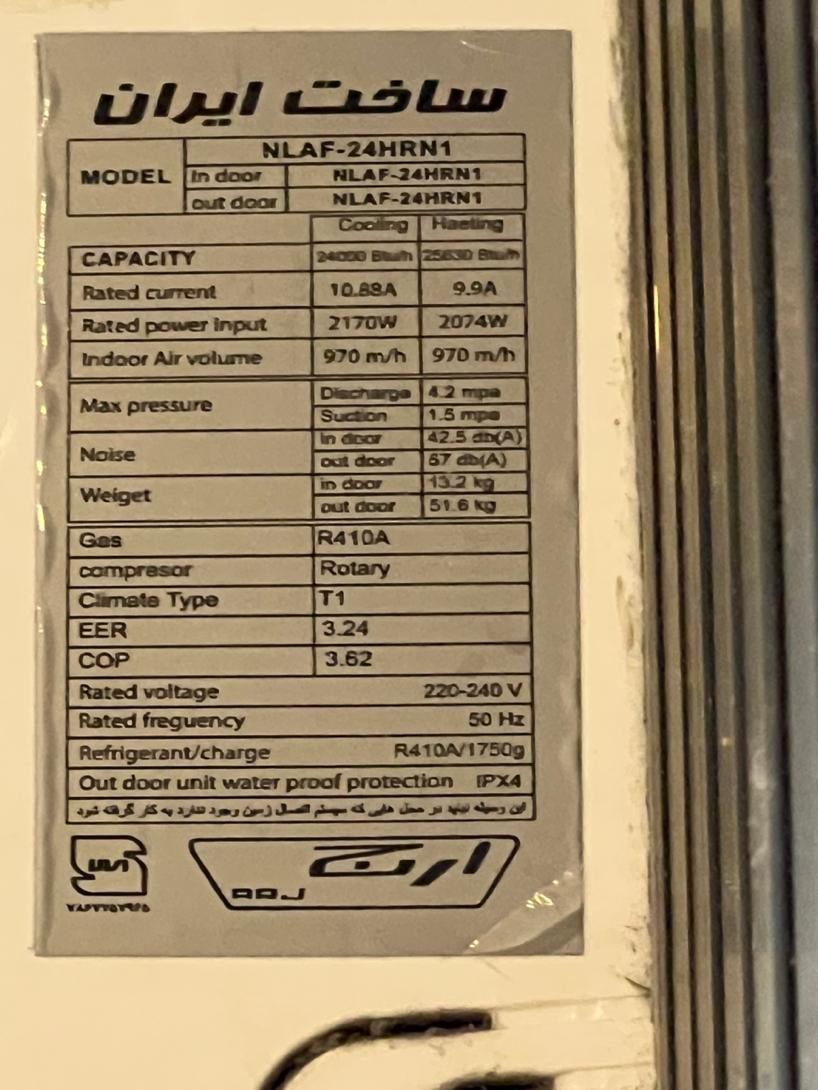 ساخت ایران
MODEL NLAF-24HRN1
In door NLAF-24HRN1
out door NLAF-24HRN1
Cooling Haeting
CAPACITY 24000 Btu/h 25630 Btu/h
Rated current 10.88A 9.9A
Rated power input 2170W 2074W
Indoor Air volume 970 m/h 970 m/h
Max pressure Discharge 4.2 mpa
Suction 1.5 mpa
Noise in door 42.5 db(A)
out door 57 db(A)
Weiget in door 13.2 kg
out door 51.6 kg
Gas R410A
compresor Rotary
Climate Type T1
EER 3.24
COP 3.62
Rated voltage 220-240 V
Rated freguency 50 Hz
Refrigerant/charge R410A/1750g
Out door unit water proof protection IPX4
این وسیله نباید در محل هایی که سیستم اتصال زمین وجود ندارد به کار گرفته شود
ارج
ARJ